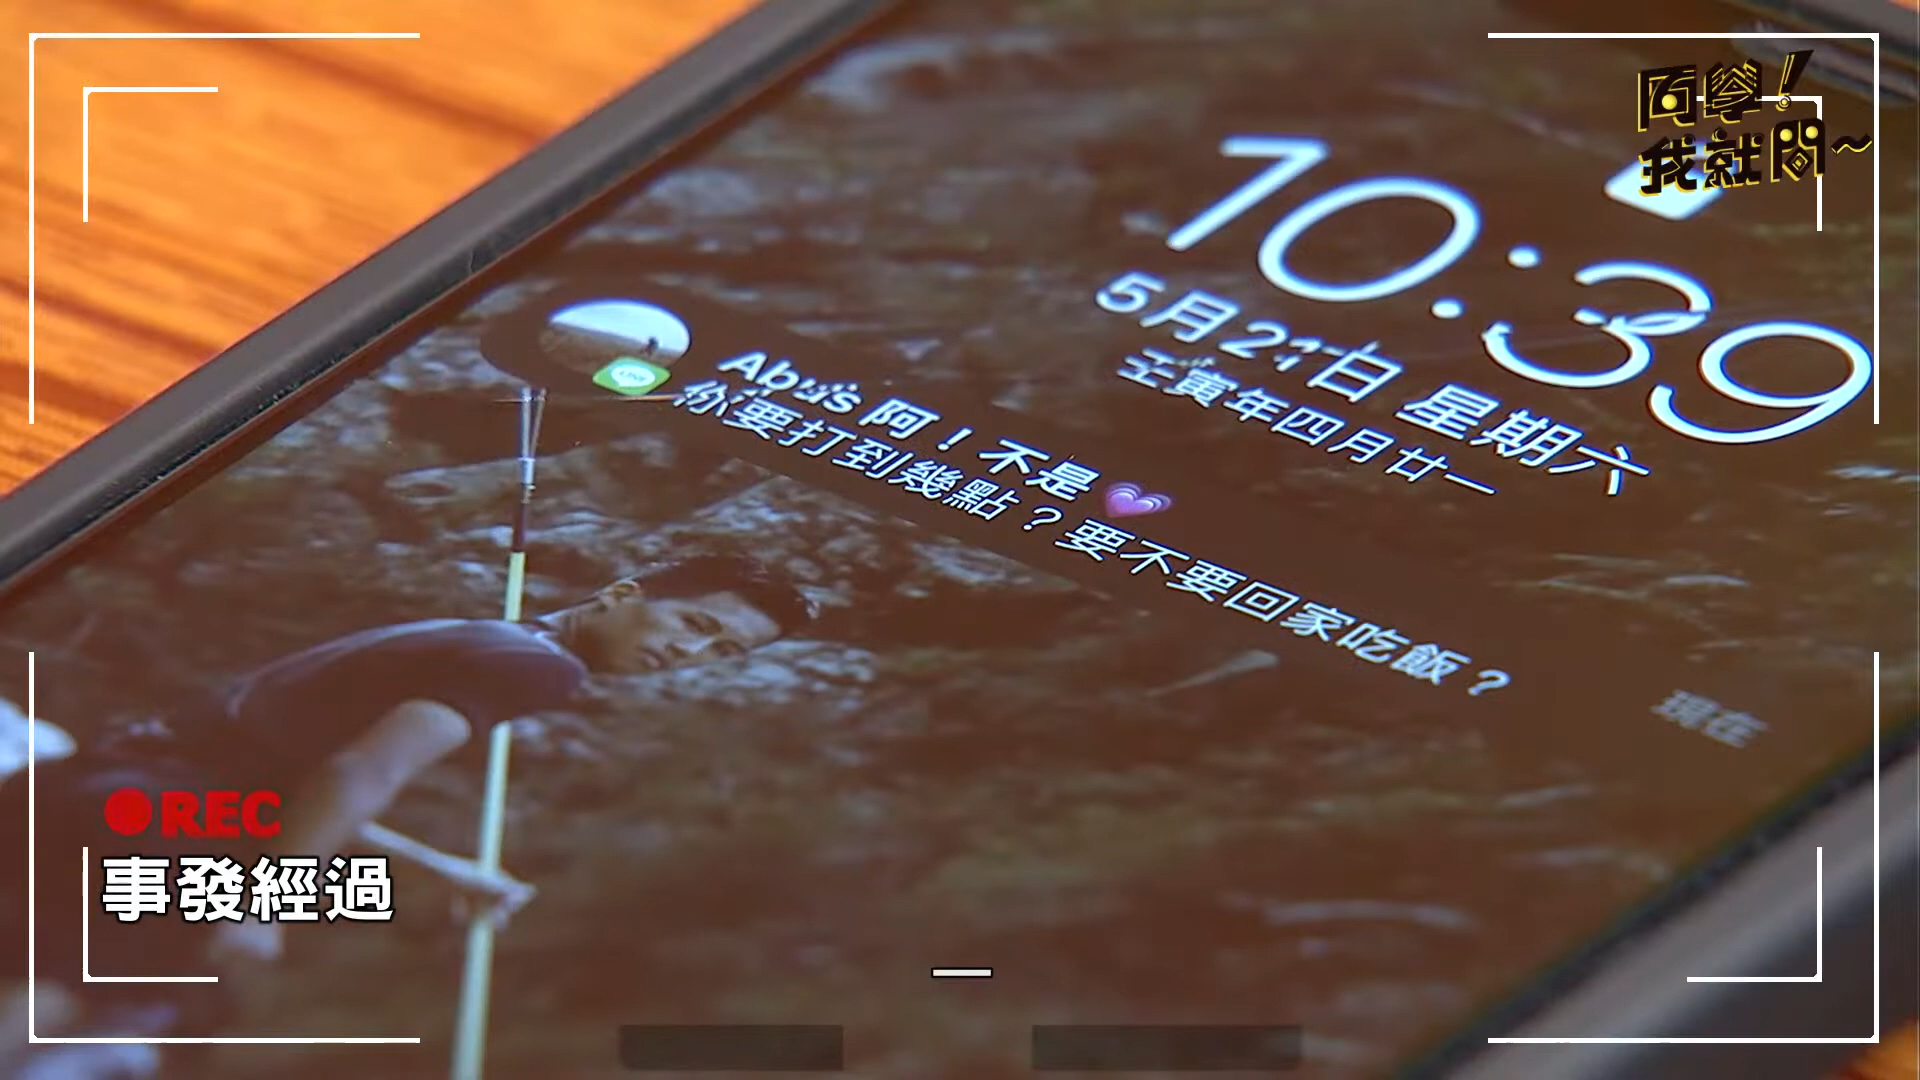 同學!
我就問~
10:39
5月21日 星期六
壬寅年四月廿一
Abus 阿！不是💗
你要打到幾點？要不要回家吃飯？
現在
REC
事發經過